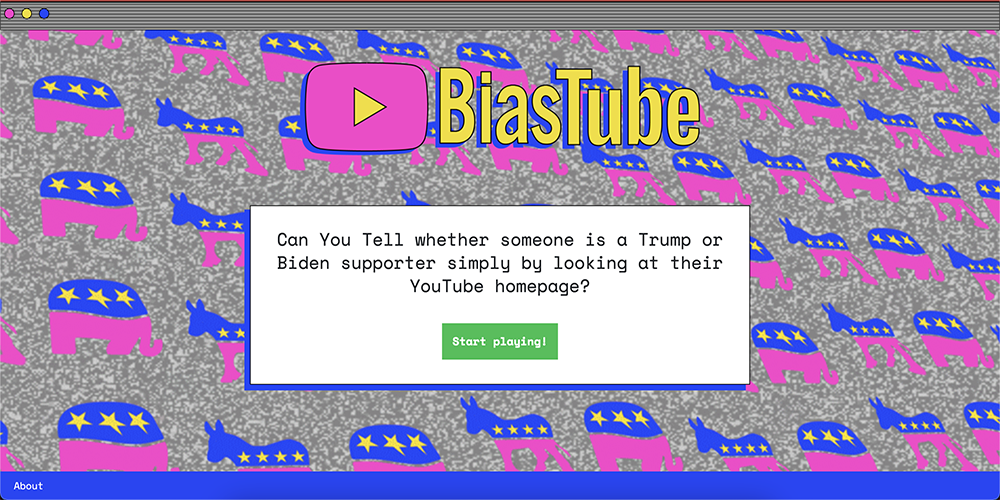 BiasTube
Can You Tell whether someone is a Trump or
Biden supporter simply by looking at their
YouTube homepage?
Start playing!
About